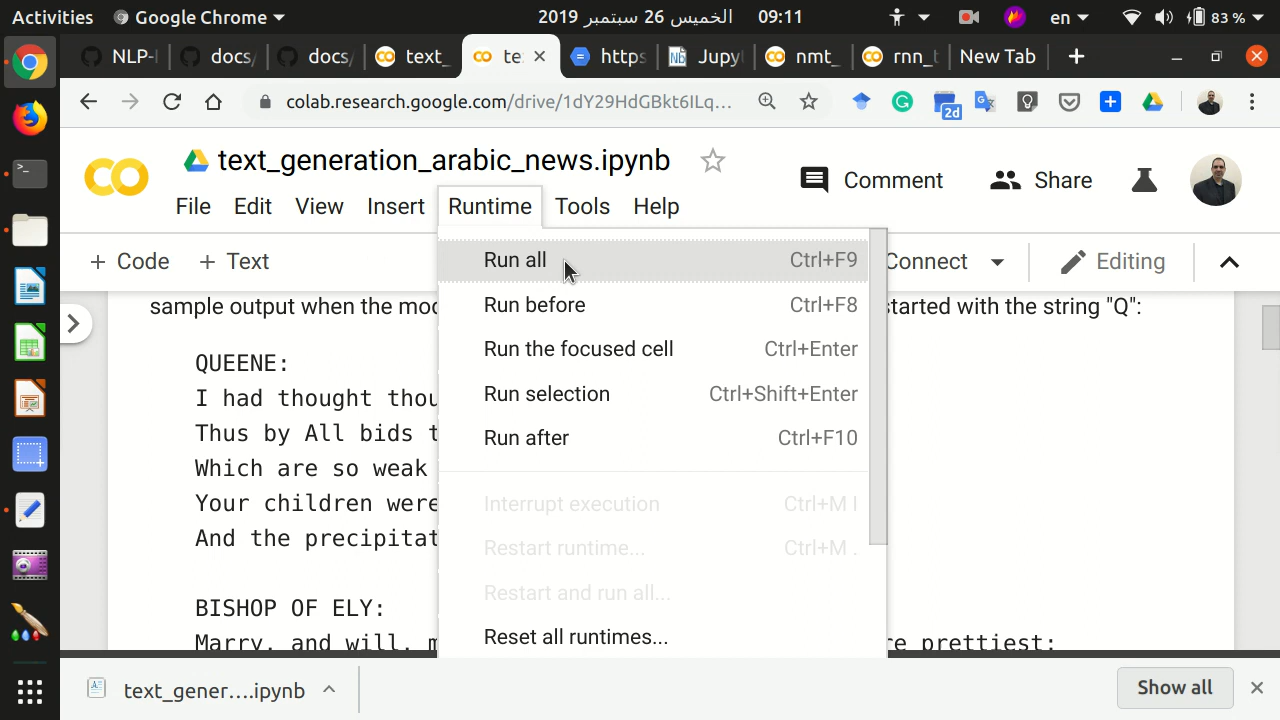 Activities Google Chrome الخميس 26 سبتمبر 2019 09:11 en 83 %
NLP- docs/ docs/ text_ te: https Jupy nmt_ rnn_t New Tab
colab.research.google.com/drive/1dY29HdGBkt6ILq... 2d
text_generation_arabic_news.ipynb
Comment Share
File Edit View Insert Runtime Tools Help
+ Code + Text Connect Editing
Run all Ctrl+F9
sample output when the mod started with the string "Q":
Run before Ctrl+F8
Run the focused cell Ctrl+Enter
QUEENE:
Run selection Ctrl+Shift+Enter
I had thought thou
Thus by All bids t
Run after Ctrl+F10
Which are so weak
Interrupt execution Ctrl+M I
Your children were
And the precipitat
Restart runtime... Ctrl+M .
Restart and run all...
BISHOP OF ELY:
Reset all runtimes...
Marry, and will, m re prettiest;
text_gener....ipynb Show all